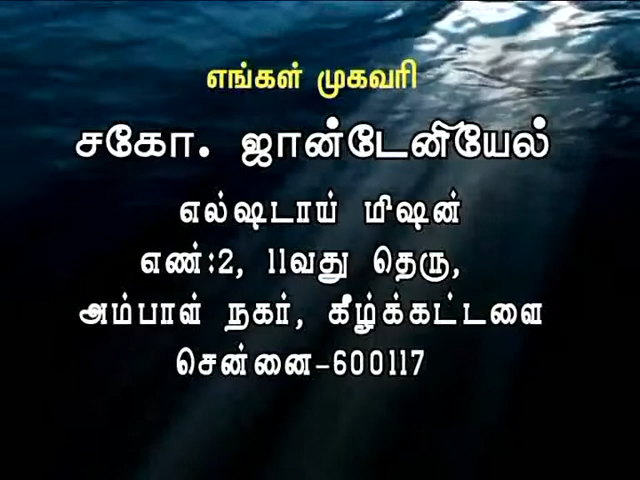 எங்கள் முகவரி
சகோ. ஜான்டேனியேல்
எல்ஷடாய் மிஷன்
எண்:2, 11வது தெரு,
அம்பாள் நகர், கீழ்க்கட்டளை
சென்னை-600117